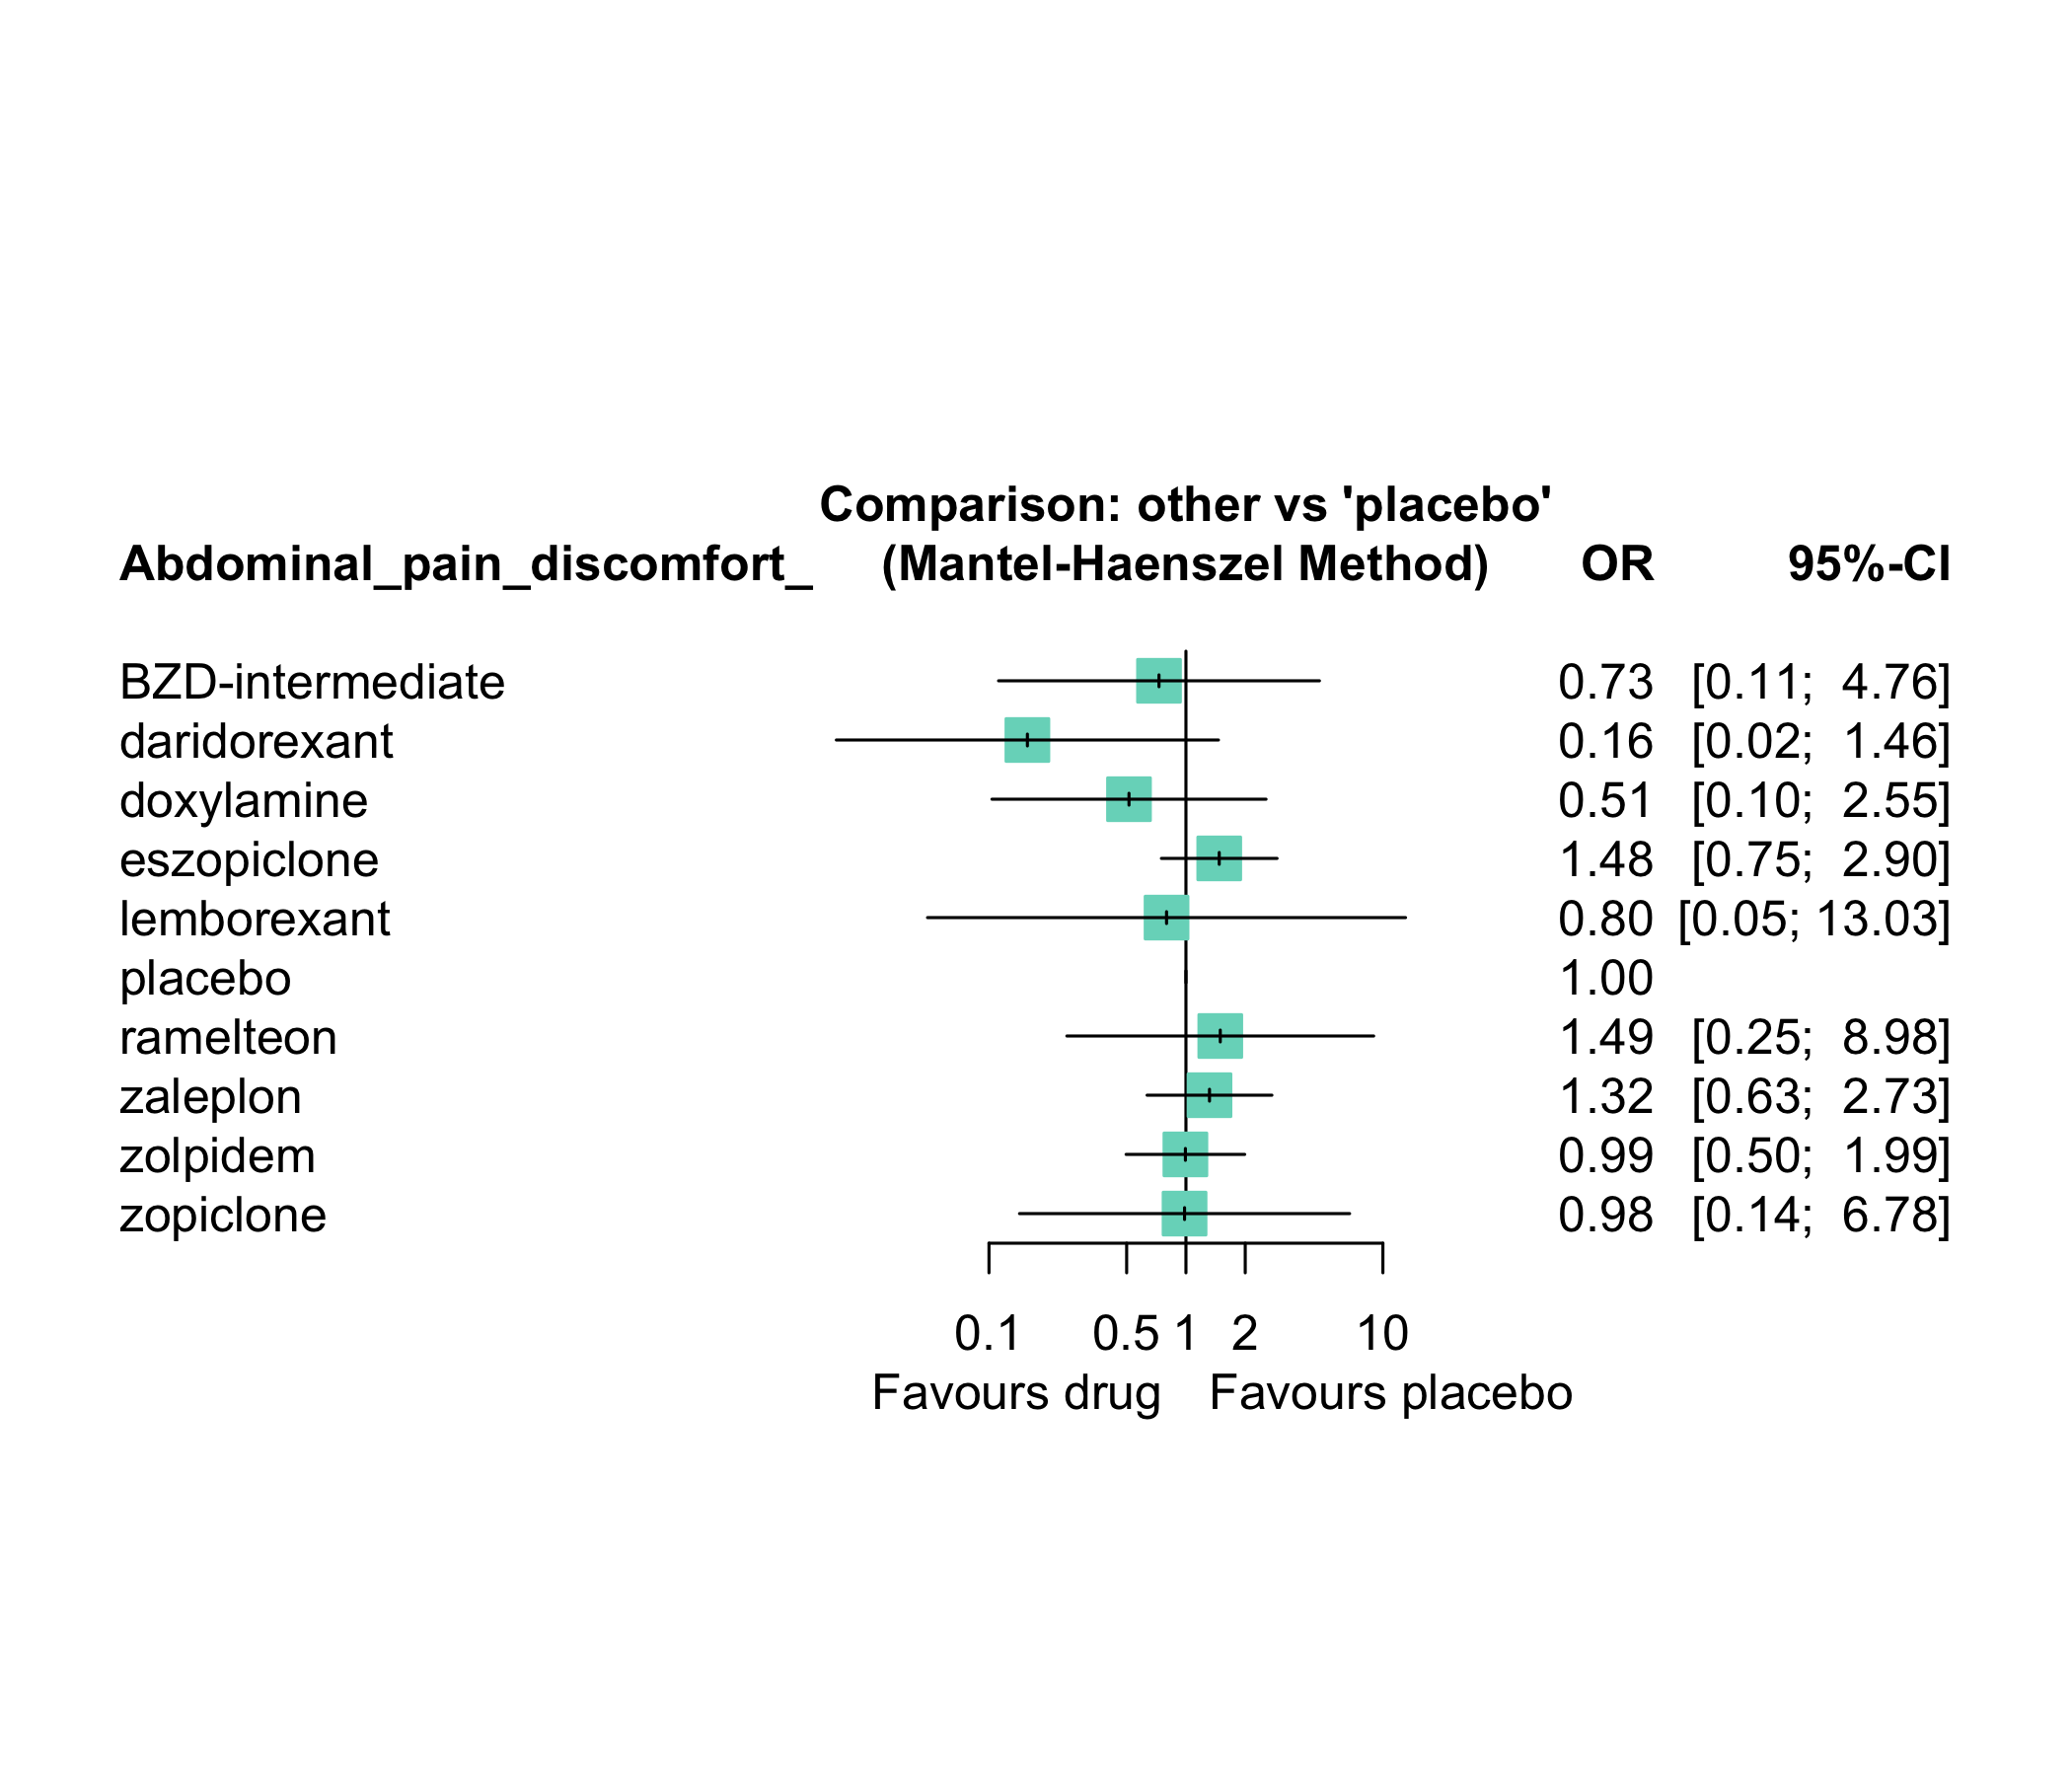 Comparison: other vs 'placebo'
Abdominal_pain_discomfort_ (Mantel-Haenszel Method) OR 95%-CI
BZD-intermediate 0.73 [0.11; 4.76]
daridorexant 0.16 [0.02; 1.46]
doxylamine 0.51 [0.10; 2.55]
eszopiclone 1.48 [0.75; 2.90]
lemborexant 0.80 [0.05; 13.03]
placebo 1.00
ramelteon 1.49 [0.25; 8.98]
zaleplon 1.32 [0.63; 2.73]
zolpidem 0.99 [0.50; 1.99]
zopiclone 0.98 [0.14; 6.78]
0.1 0.5 1 2 10
Favours drug Favours placebo